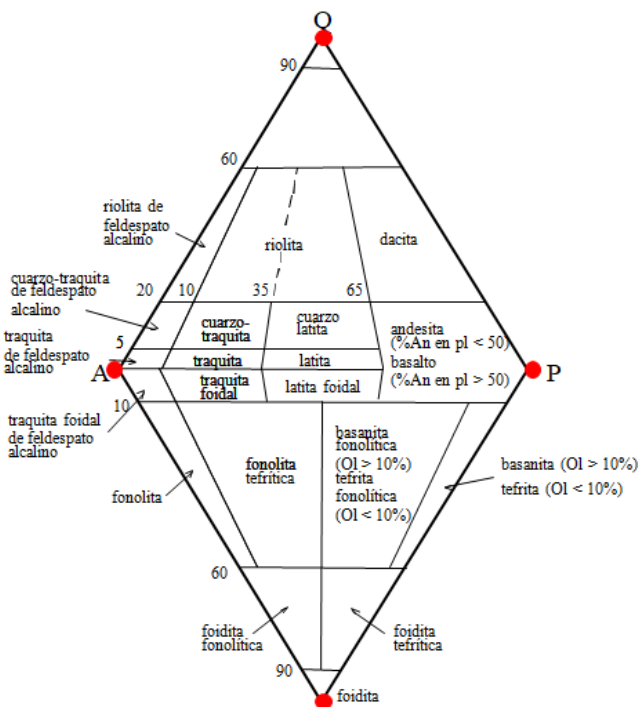 Q
90
60
riolita de
feldespato
alcalino
riolita
dacita
cuarzo-traquita
de feldespato
alcalino
20
10
35
65
cuarzo-
traquita
cuarzo
latita
andesita
(%An en pl < 50)
basalto
(%An en pl > 50)
traquita
de feldespato
alcalino
5
traquita
latita
A
P
traquita
foidal
latita foidal
10
traquita foidal
de feldespato
alcalino
fonolita
fonolita
tefrítica
basanita
fonolítica
(Ol > 10%)
tefrita
fonolítica
(Ol < 10%)
basanita (Ol > 10%)
tefrita (Ol < 10%)
60
foidita
fonolítica
foidita
tefrítica
90
foidita